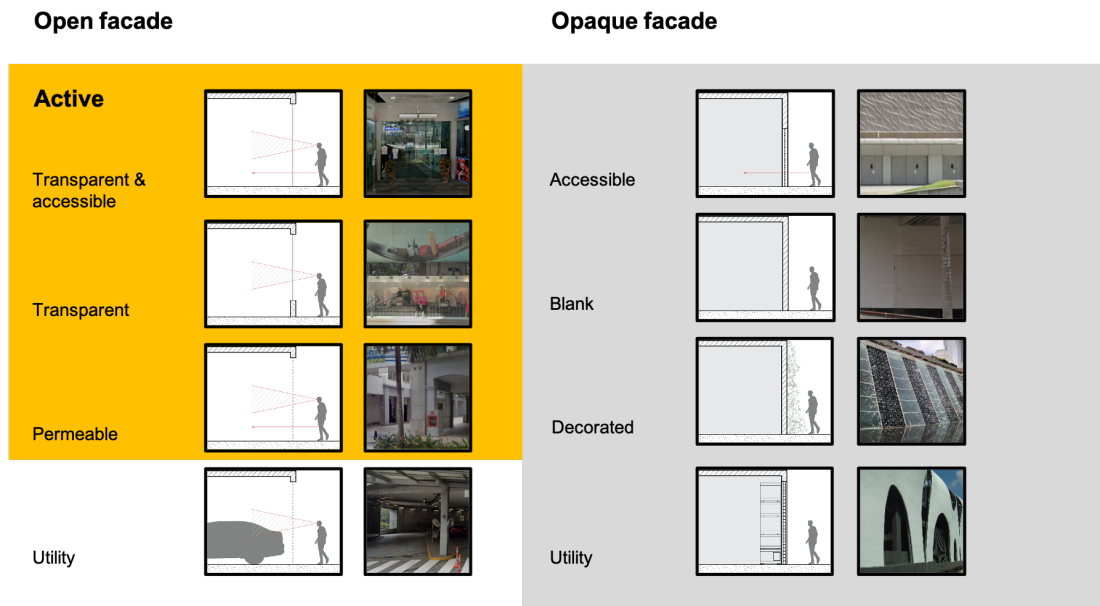 Open facade
Opaque facade
Active
Transparent &
accessible
Accessible
Transparent
Blank
Permeable
Decorated
Utility
Utility